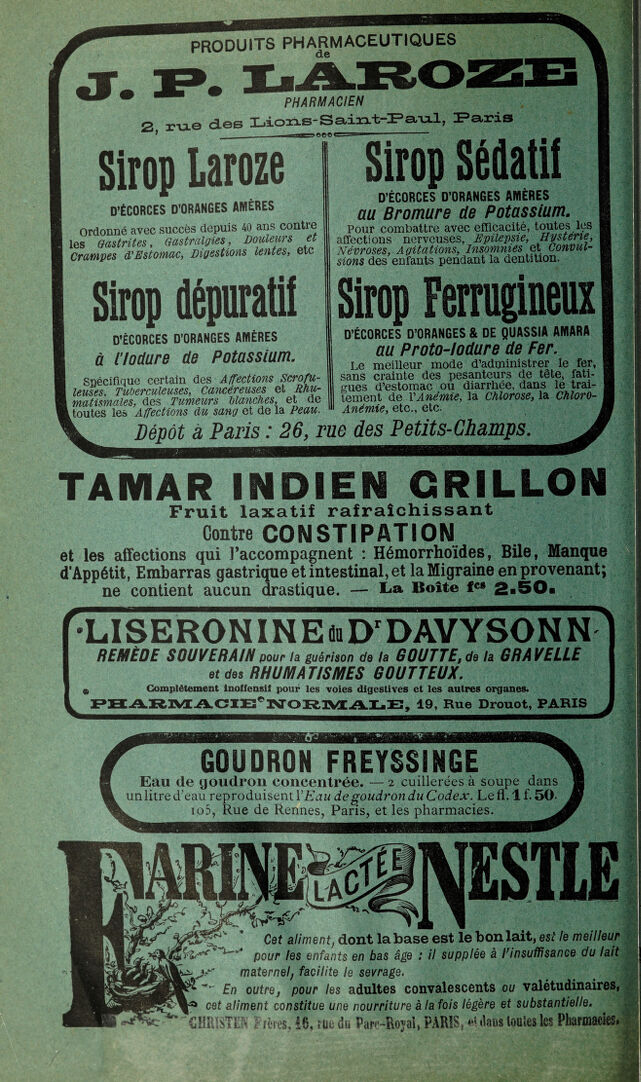 PRODUITS PHARMACEUTIQUES
de
J. P. LAROZE
PHARMACIEN
2, rue des Lions-Saint-Paul, Paris
Sirop Laroze
D'ÉCORCES D'ORANGES AMÈRES
Ordonné avec succès depuis 40 ans contre
les Gastrites, Gastralgies, Douleurs et
Crampes d'Estomac, Digestions lentes, etc
Sirop Sédatif
D'ÉCORCES D'ORANGES AMÈRES
au Bromure de Potassium.
Pour combattre avec efficacité, toutes les
affections nerveuses, Epilepsie, Hystérie,
Névroses, Agitations, Insomnies et Convul-
sions des enfants pendant la dentition.
Sirop dépuratif
D'ÉCORCES D'ORANGES AMÈRES
à l'Iodure de Potassium.
Spécifique certain des Affections Scrofu-
leuses, Tuberculeuses, Cancéreuses et Rhu-
matismales, des Tumeurs blanches, et de
toutes les Affections du sang et de la Peau.
Sirop Ferrugineux
D'ÉCORCES D'ORANGES & DE QUASSIA AMARA
au Proto-Iodure de Fer.
Le meilleur mode d'administrer le fer,
sans crainte des pesanteurs de tête, fati-
gues d'estomac ou diarrhée, dans le trai-
tement de l'Anémie, la Chlorose, la Chloro-
Anémie, etc., etc.
Dépôt à Paris : 26, rue des Petits-Champs.
TAMAR INDIEN GRILLON
Fruit laxatif rafraîchissant
Contre CONSTIPATION
et les affections qui l'accompagnent : Hémorrhoïdes, Bile, Manque
d'Appétit, Embarras gastrique et intestinal, et la Migraine en provenant;
ne contient aucun drastique. — La Boîte fcs 2.50.
LISERONINE du Dr DAVYSONN
REMÈDE SOUVERAIN pour la guérison de la GOUTTE, de la GRAVELLE
et des RHUMATISMES GOUTTEUX.
Complétement inoffensif pour les voies digestives et les autres organes.
PHARMACIE NORMALE, 19, Rue Drouot, PARIS
GOUDRON FREYSSINGE
Eau de goudron concentrée. — 2 cuillerées à soupe dans
un litre d'eau reproduisent l'Eau de goudron du Codex. Le fl. 1 f. 50.
105, Rue de Rennes, Paris, et les pharmacies.
FARINE LACTÉE NESTLE
Cet aliment, dont la base est le bon lait, est le meilleur
pour les enfants en bas âge : il supplée à l'insuffisance du lait
maternel, facilite le sevrage.
En outre, pour les adultes convalescents ou valétudinaires,
cet aliment constitue une nourriture à la fois légère et substantielle.
CHRISTEN Frères, 16, rue du Parc-Royal, PARIS, et dans toutes les Pharmacies.